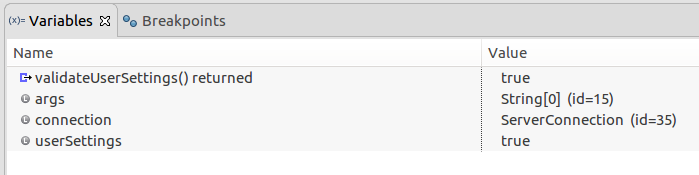 (x)= Variables Breakpoints
Name Value
validateUserSettings() returned true
args String[0] (id=15)
connection ServerConnection (id=35)
userSettings true